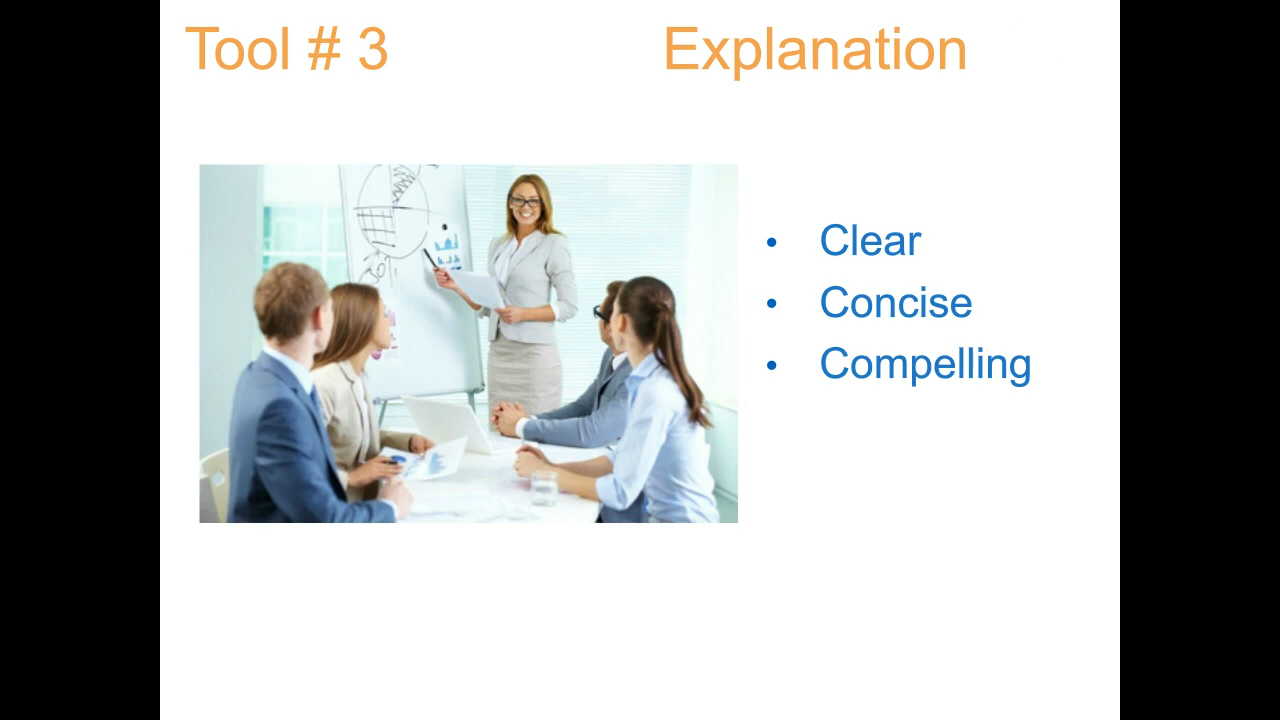 Tool # 3 Explanation
• Clear
• Concise
• Compelling